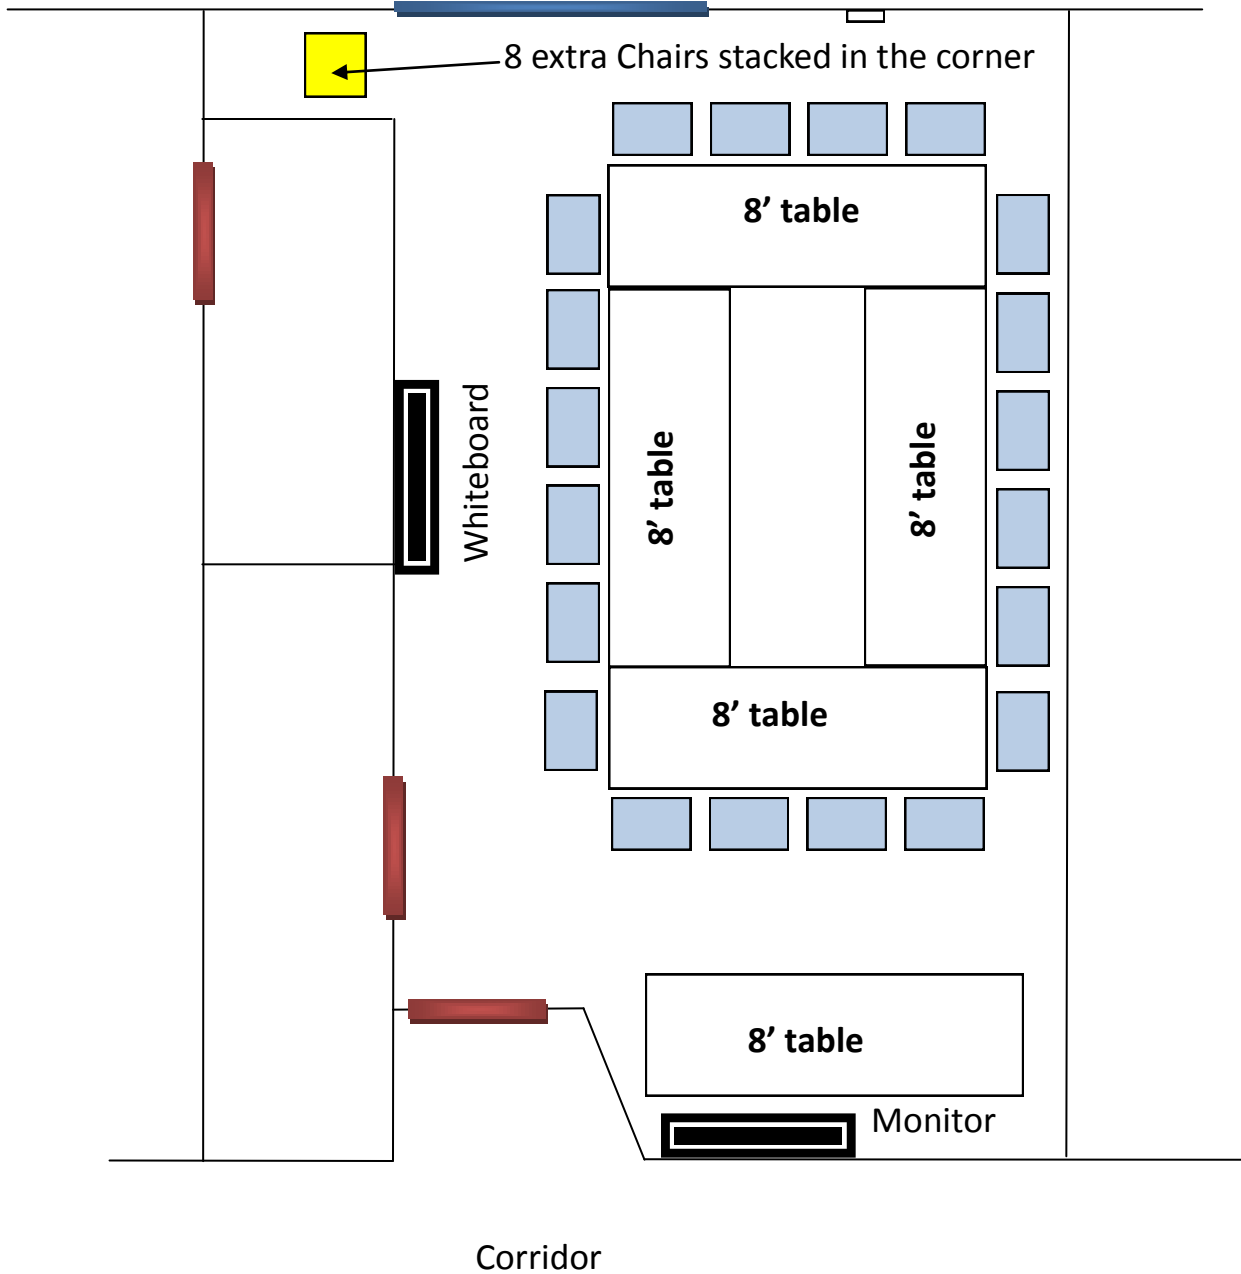 8 extra Chairs stacked in the corner
8’ table
Whiteboard
8’ table
8’ table
8’ table
8’ table
Monitor
Corridor